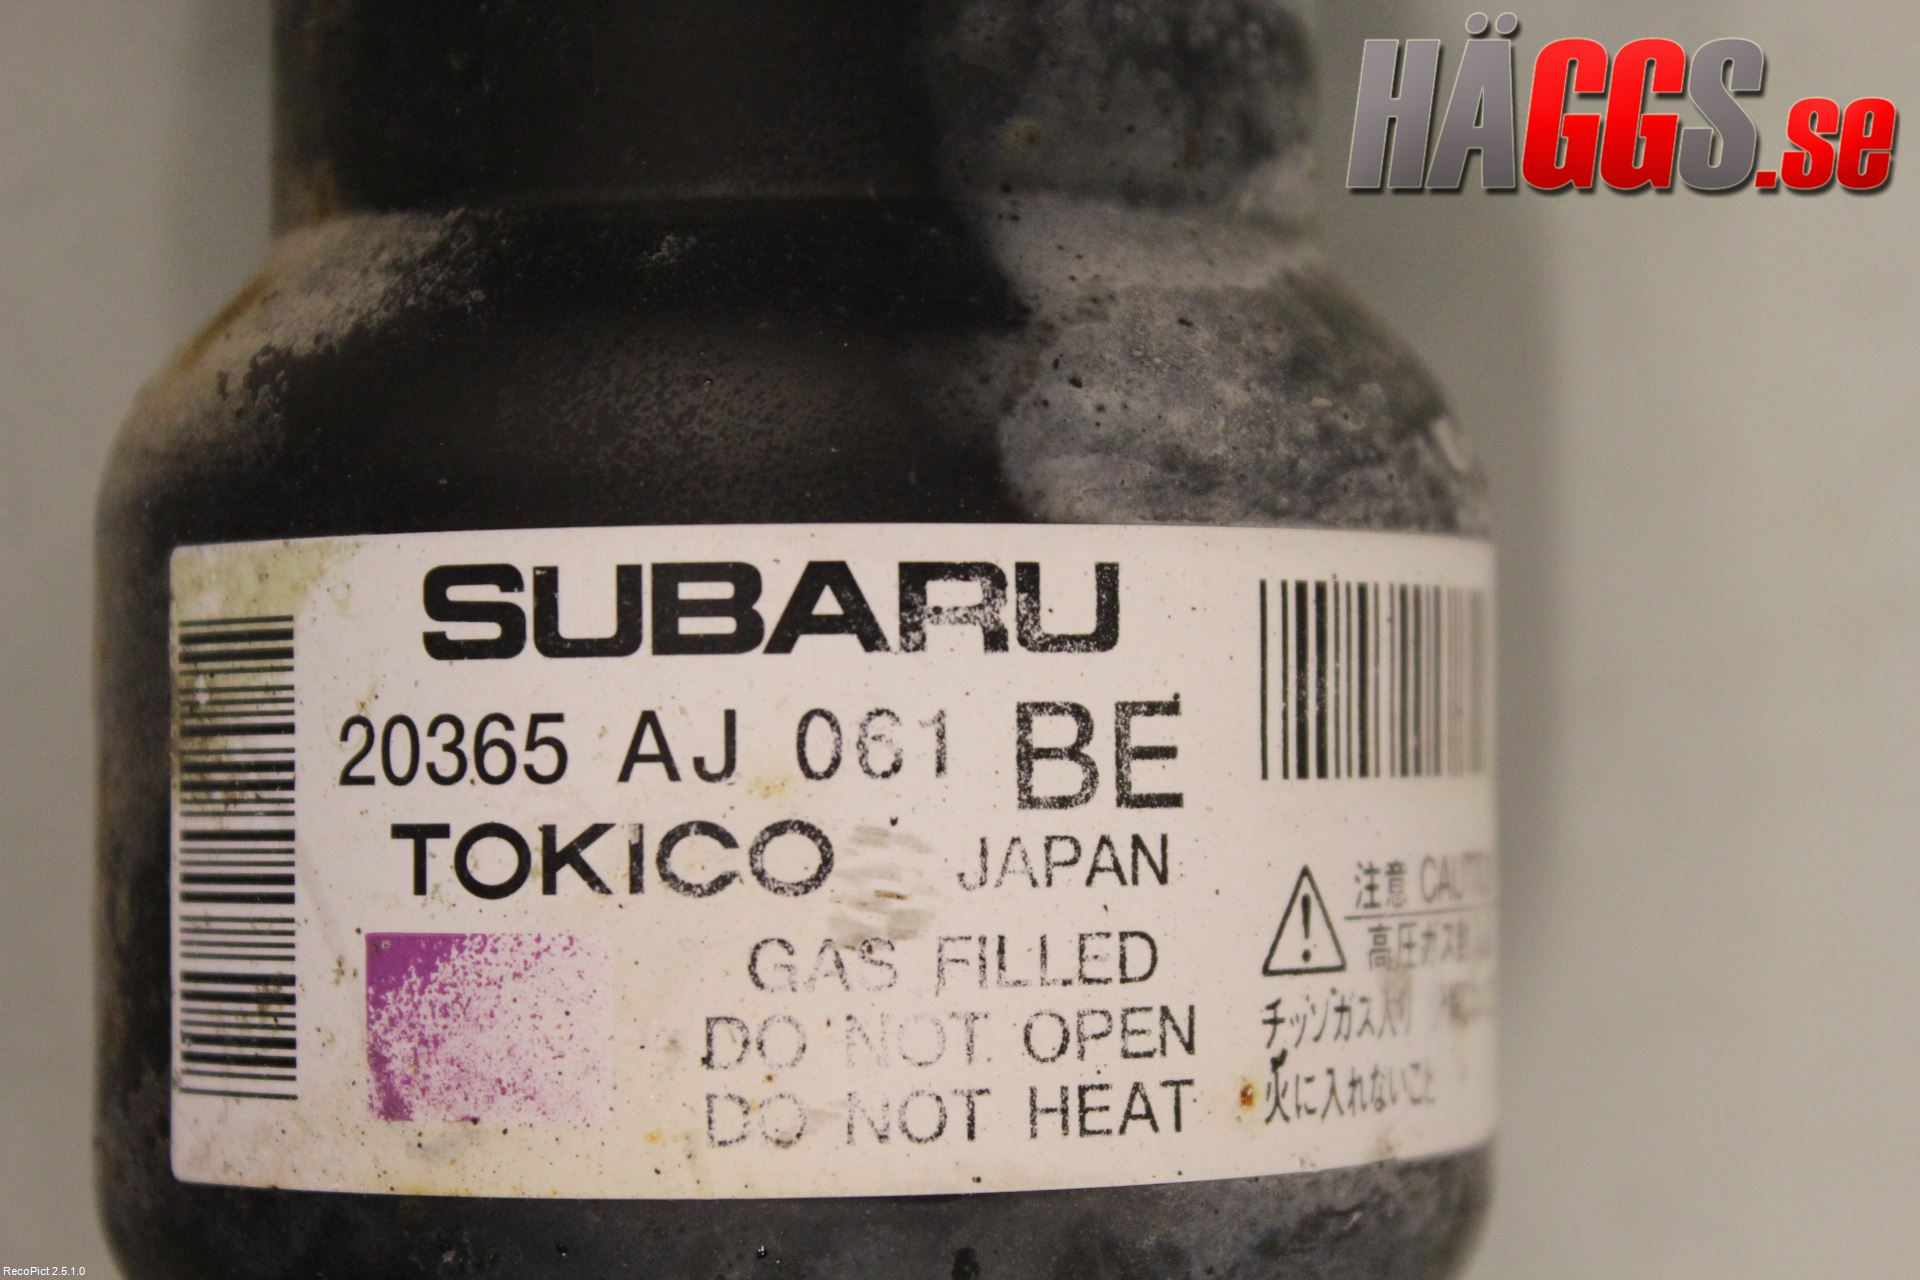 HÄGGS.se
SUBARU
20365 AJ 061 BE
TOKICO JAPAN
GAS FILLED
DO NOT OPEN
DO NOT HEAT
注意
高圧ガス
チッソガス入り
火に入れないこと
RecoPict 2.5.1.0